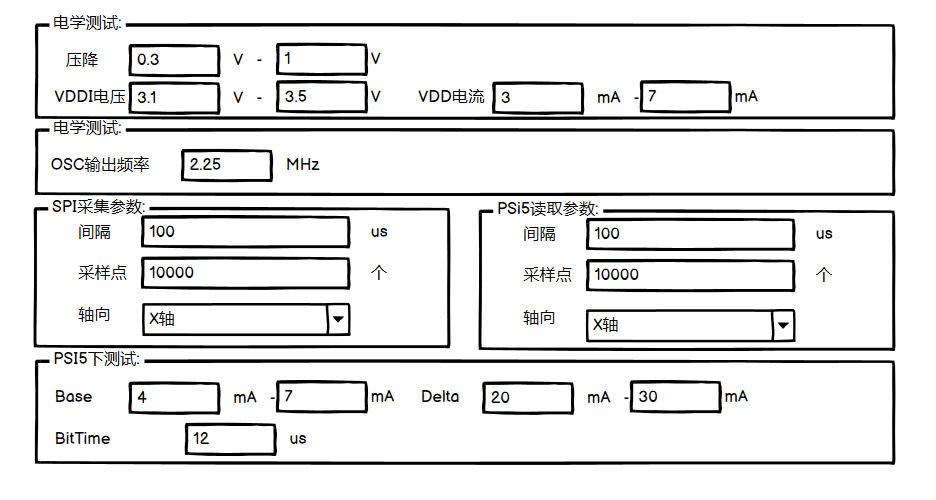 电学测试:
压降 0.3 V - 1 V
VDDI电压 3.1 V - 3.5 V VDD电流 3 mA - 7 mA
电学测试:
OSC输出频率 2.25 MHz
SPI采集参数:
间隔 100 us
采样点 10000 个
轴向 X轴
PSi5读取参数:
间隔 100 us
采样点 10000 个
轴向 X轴
PSI5下测试:
Base 4 mA - 7 mA Delta 20 mA - 30 mA
BitTime 12 us